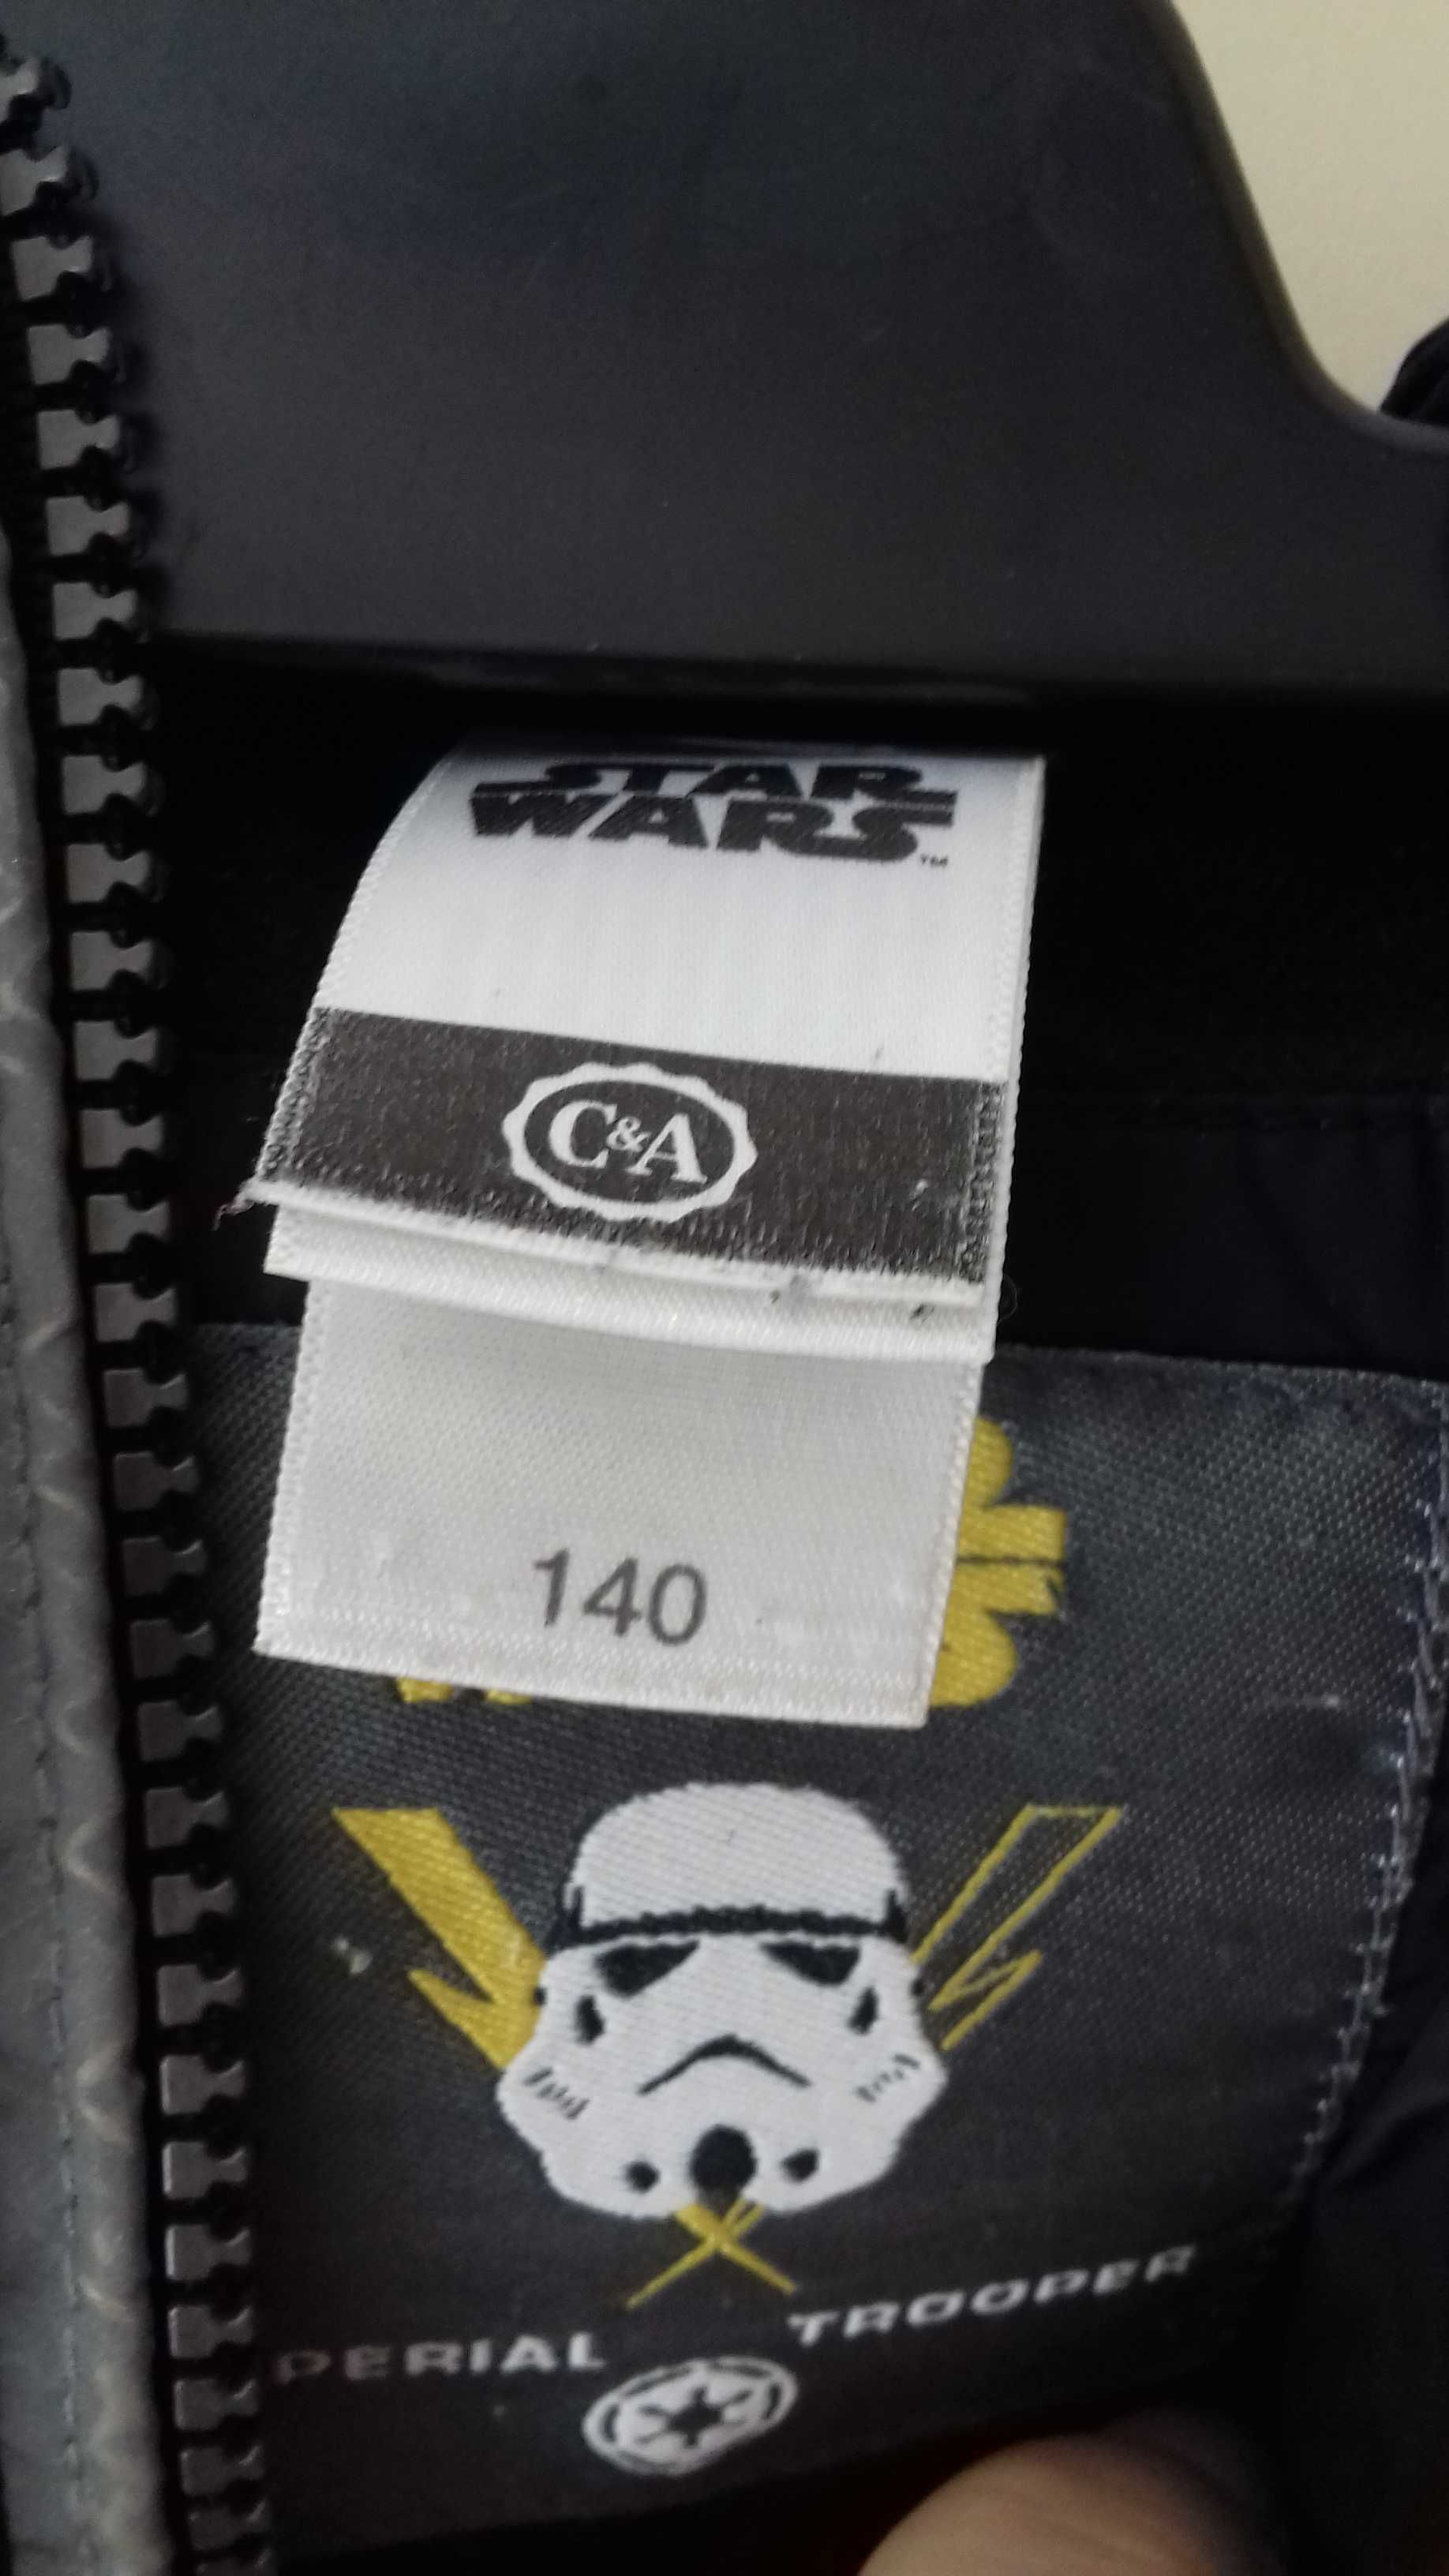 STAR
WARS
TM
C&A
140
PERIAL TROOPER